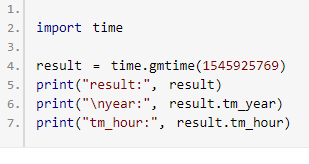 1.
2. import time
3.
4. result = time.gmtime(1545925769)
5. print("result:", result)
6. print("\nyear:", result.tm_year)
7. print("tm_hour:", result.tm_hour)